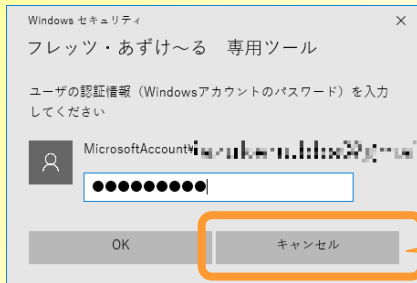 Windows セキュリティ
フレッツ・あずけ～る 専用ツール
ユーザの認証情報（Windowsアカウントのパスワード）を入力
してください
MicrosoftAccount¥
●●●●●●●●●
OK キャンセル